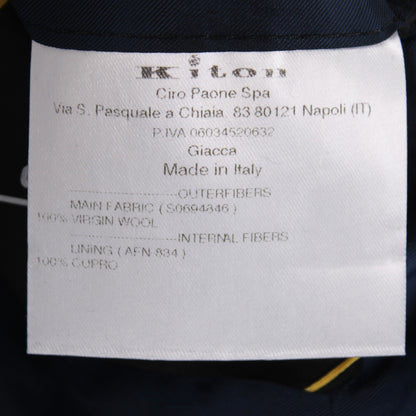 Kiton
Ciro Paone Spa
Via S. Pasquale a Chiaia, 83 80121 Napoli (IT)
P.IVA 06034520632
Giacca
Made in Italy
OUTERFIBERS
MAIN FABRIC ( S0694846 )
100% VIRGIN WOOL
INTERNAL FIBERS
LINING ( AFN 834 )
100% CUPRO